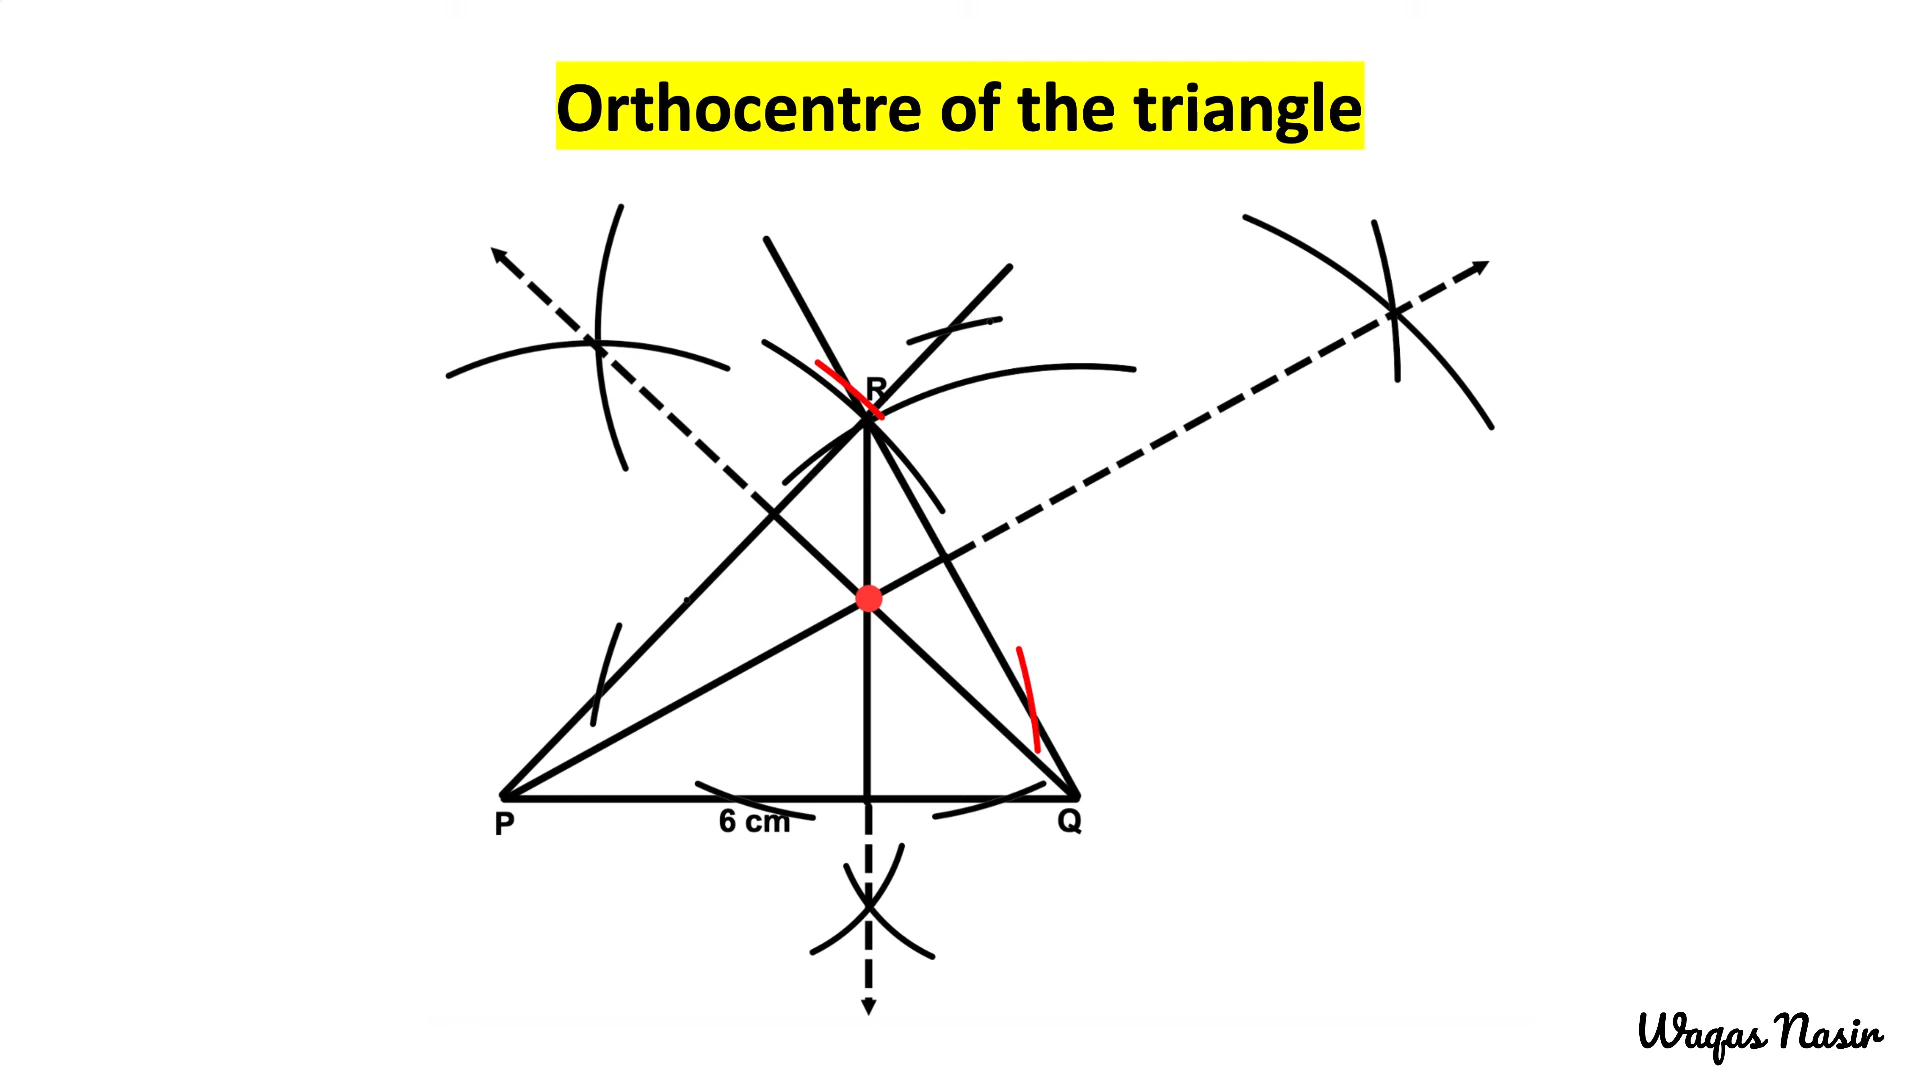 Orthocentre of the triangle
R
P
6 cm
Q
Waqas Nasir